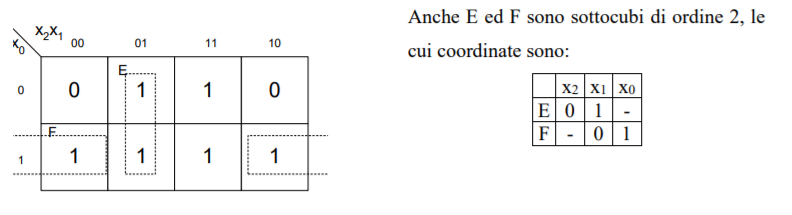 X2X1
X0
00 01 11 10
E
0 0 1 1 0
F
1 1 1 1 1
Anche E ed F sono sottocubi di ordine 2, le
cui coordinate sono:
x2 x1 x0
E 0 1 -
F - 0 1